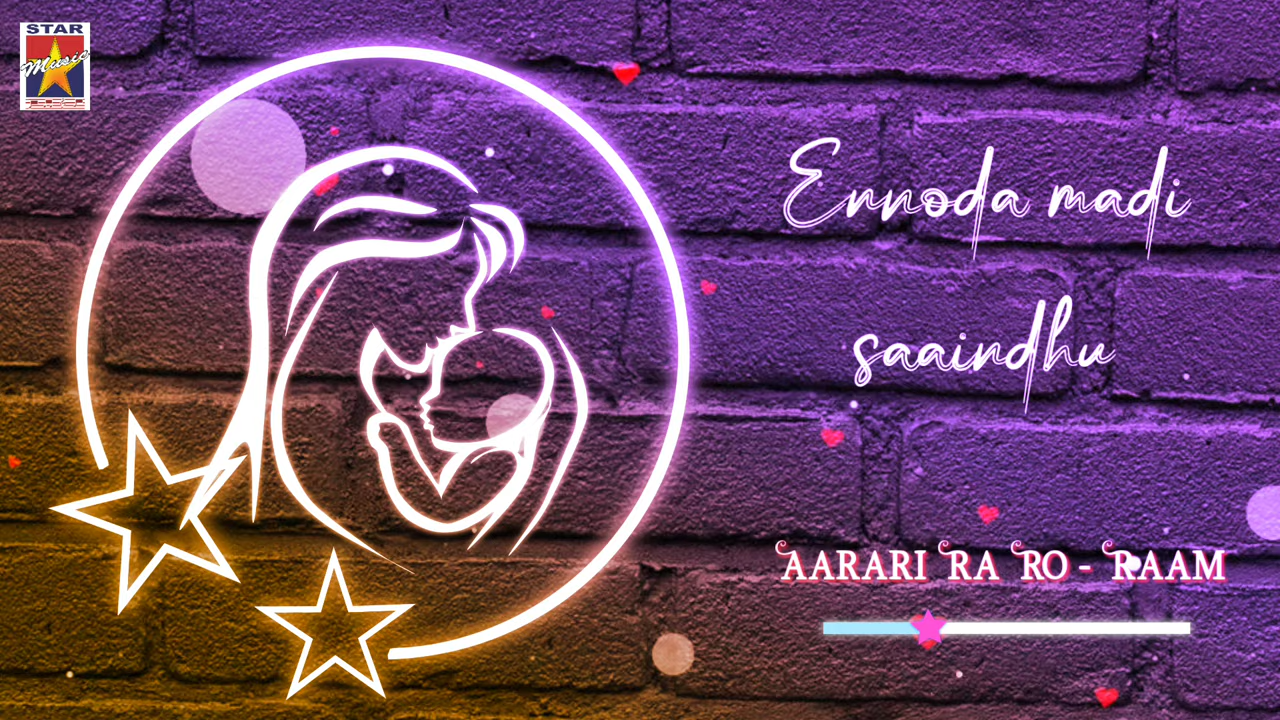 STAR
Music
Ennoda madi
saaindhu
AARARI RA RO - RAAM